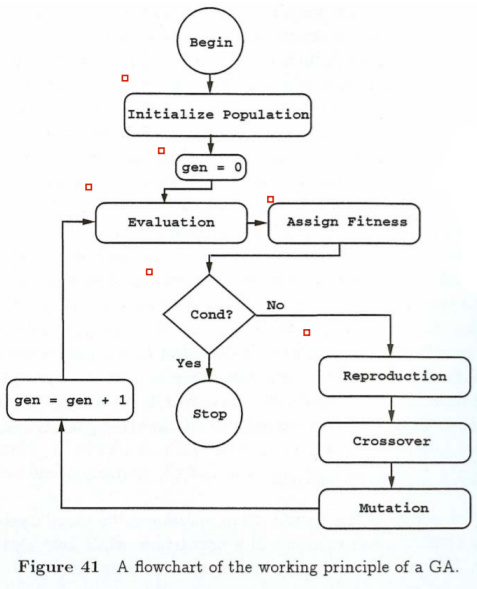 Begin
Initialize Population
gen = 0
Evaluation
Assign Fitness
Cond?
No
Yes
Reproduction
gen = gen + 1
Stop
Crossover
Mutation
Figure 41 A flowchart of the working principle of a GA.